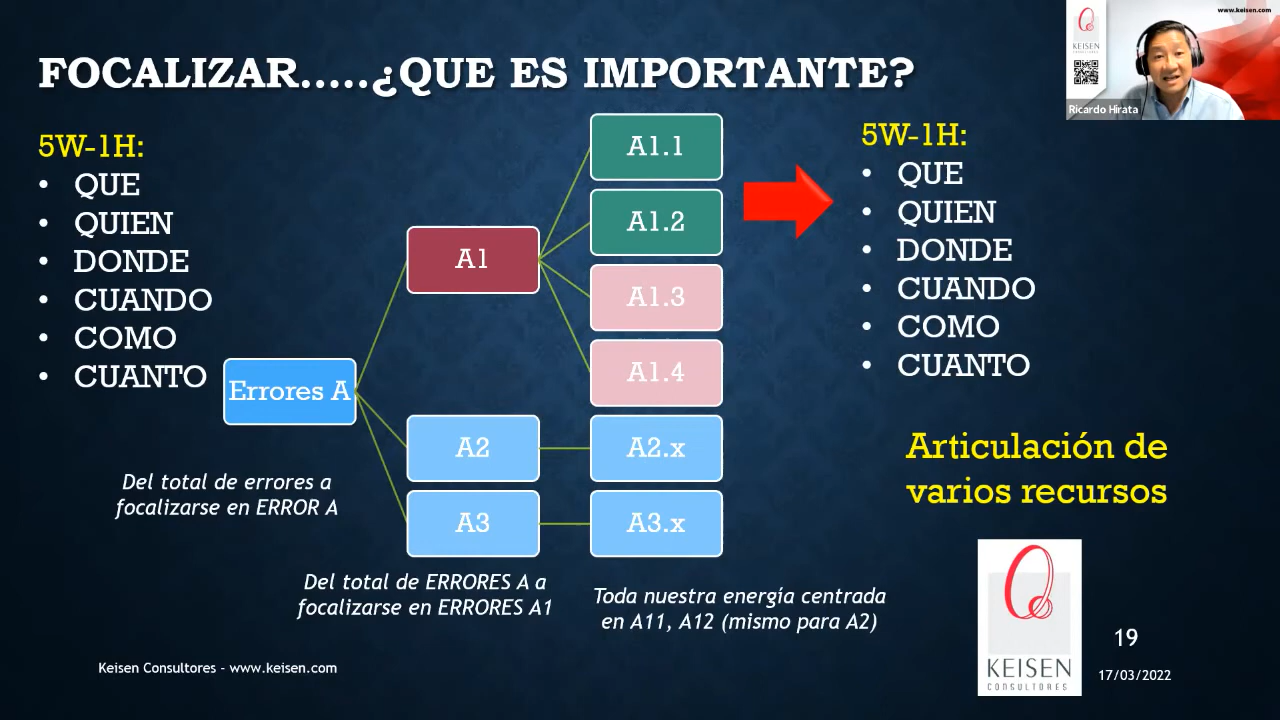 www.keisen.com
KEISEN
CONSULTORES
Ricardo Hirata
FOCALIZAR.....¿QUE ES IMPORTANTE?
5W-1H:
• QUE
• QUIEN
• DONDE
• CUANDO
• COMO
• CUANTO
Errores A
A1
A2
A3
A1.1
A1.2
A1.3
A1.4
A2.x
A3.x
5W-1H:
• QUE
• QUIEN
• DONDE
• CUANDO
• COMO
• CUANTO
Articulación de
varios recursos
Del total de errores a
focalizarse en ERROR A
Del total de ERRORES A a
focalizarse en ERRORES A1
Toda nuestra energía centrada
en A11, A12 (mismo para A2)
KEISEN
CONSULTORES
19
Keisen Consultores - www.keisen.com
17/03/2022